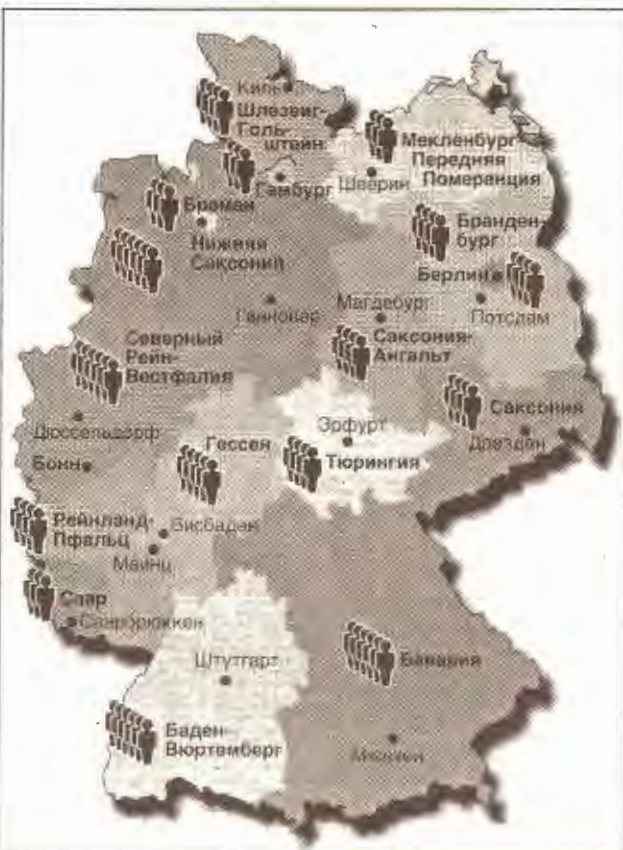 Киль
Шлезвиг-
Голь-
штейн
Гамбург
Мекленбург-
Передняя
Померанция
Шверин
Бремен
Нижняя
Саксоний
Ганновер
Бранден-
бург
Берлин
Потсдам
Магдебург
Саксония-
Ангальт
Северный
Рейн-
Вестфалия
Дюссельдорф
Бонн
Гессен
Эрфурт
Тюрингия
Саксония
Дрезден
Рейнланд-
Пфальц
Висбаден
Майнц
Саар
Саарбрюккен
Штутгарт
Баден-
Вюртемберг
Бавария
Мюнхен